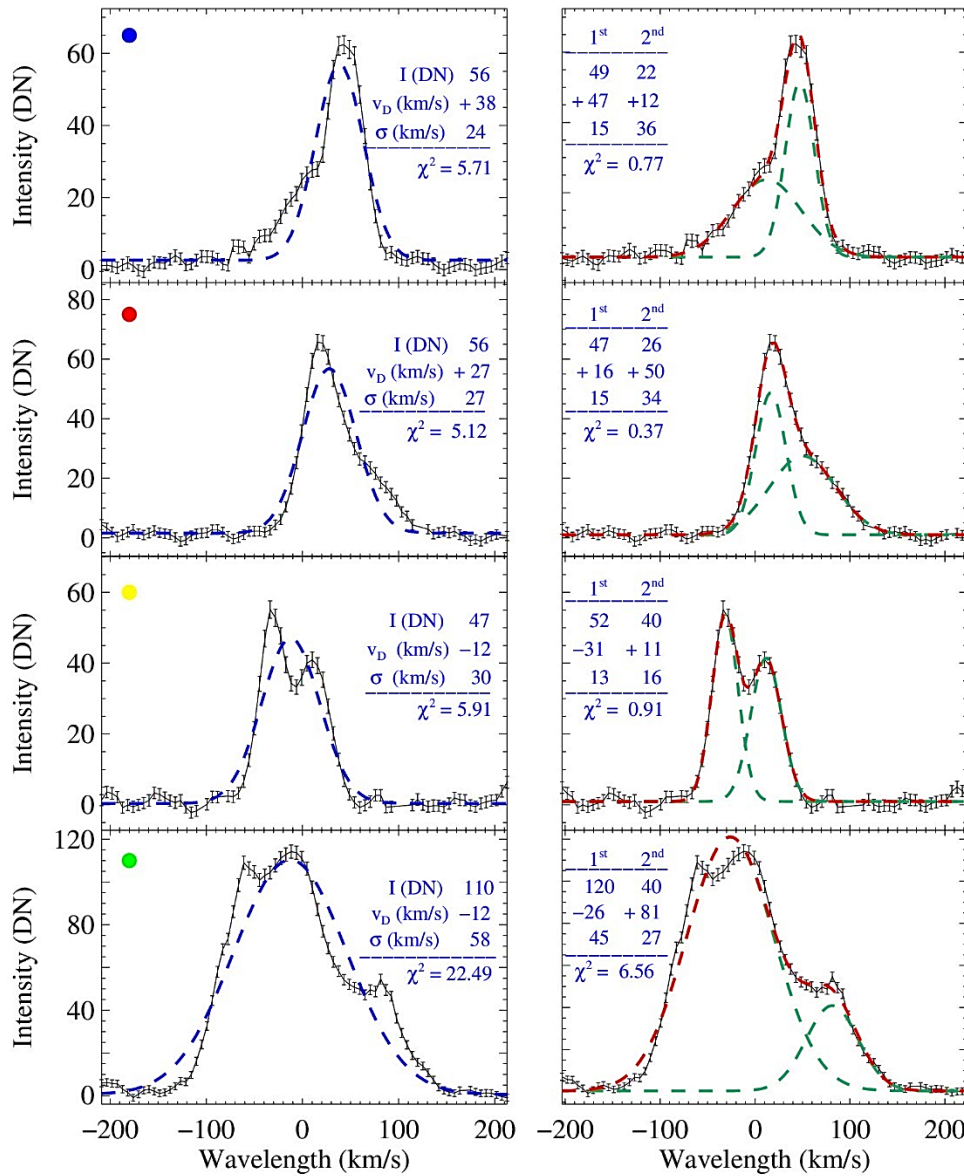 Intensity (DN)
60
40
20
0
I (DN) 56
v_D (km/s) + 38
σ (km/s) 24
χ² = 5.71
1st 2nd
49 22
+ 47 +12
15 36
χ² = 0.77
Intensity (DN)
80
60
40
20
0
I (DN) 56
v_D (km/s) + 27
σ (km/s) 27
χ² = 5.12
1st 2nd
47 26
+ 16 + 50
15 34
χ² = 0.37
Intensity (DN)
60
40
20
0
I (DN) 47
v_D (km/s) −12
σ (km/s) 30
χ² = 5.91
1st 2nd
52 40
−31 + 11
13 16
χ² = 0.91
Intensity (DN)
120
80
40
0
I (DN) 110
v_D (km/s) −12
σ (km/s) 58
χ² = 22.49
1st 2nd
120 40
−26 + 81
45 27
χ² = 6.56
−200 −100 0 100 200
Wavelength (km/s)
−200 −100 0 100 200
Wavelength (km/s)